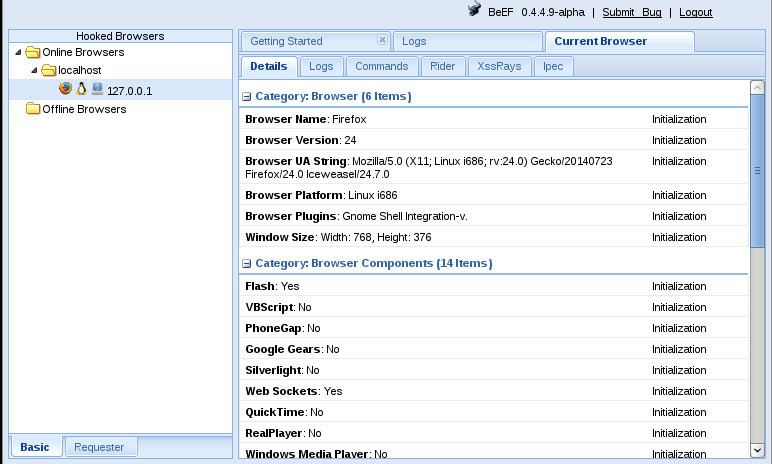 BeEF 0.4.4.9-alpha | Submit Bug | Logout
Hooked Browsers
Online Browsers
localhost
127.0.0.1
Offline Browsers
Basic
Requester
Getting Started
Logs
Current Browser
Details
Logs
Commands
Rider
XssRays
Ipec
Category: Browser (6 Items)
Browser Name: Firefox Initialization
Browser Version: 24 Initialization
Browser UA String: Mozilla/5.0 (X11; Linux i686; rv:24.0) Gecko/20140723 Initialization
Firefox/24.0 Iceweasel/24.7.0
Browser Platform: Linux i686 Initialization
Browser Plugins: Gnome Shell Integration-v. Initialization
Window Size: Width: 768, Height: 376 Initialization
Category: Browser Components (14 Items)
Flash: Yes Initialization
VBScript: No Initialization
PhoneGap: No Initialization
Google Gears: No Initialization
Silverlight: No Initialization
Web Sockets: Yes Initialization
QuickTime: No Initialization
RealPlayer: No Initialization
Windows Media Player: No Initialization